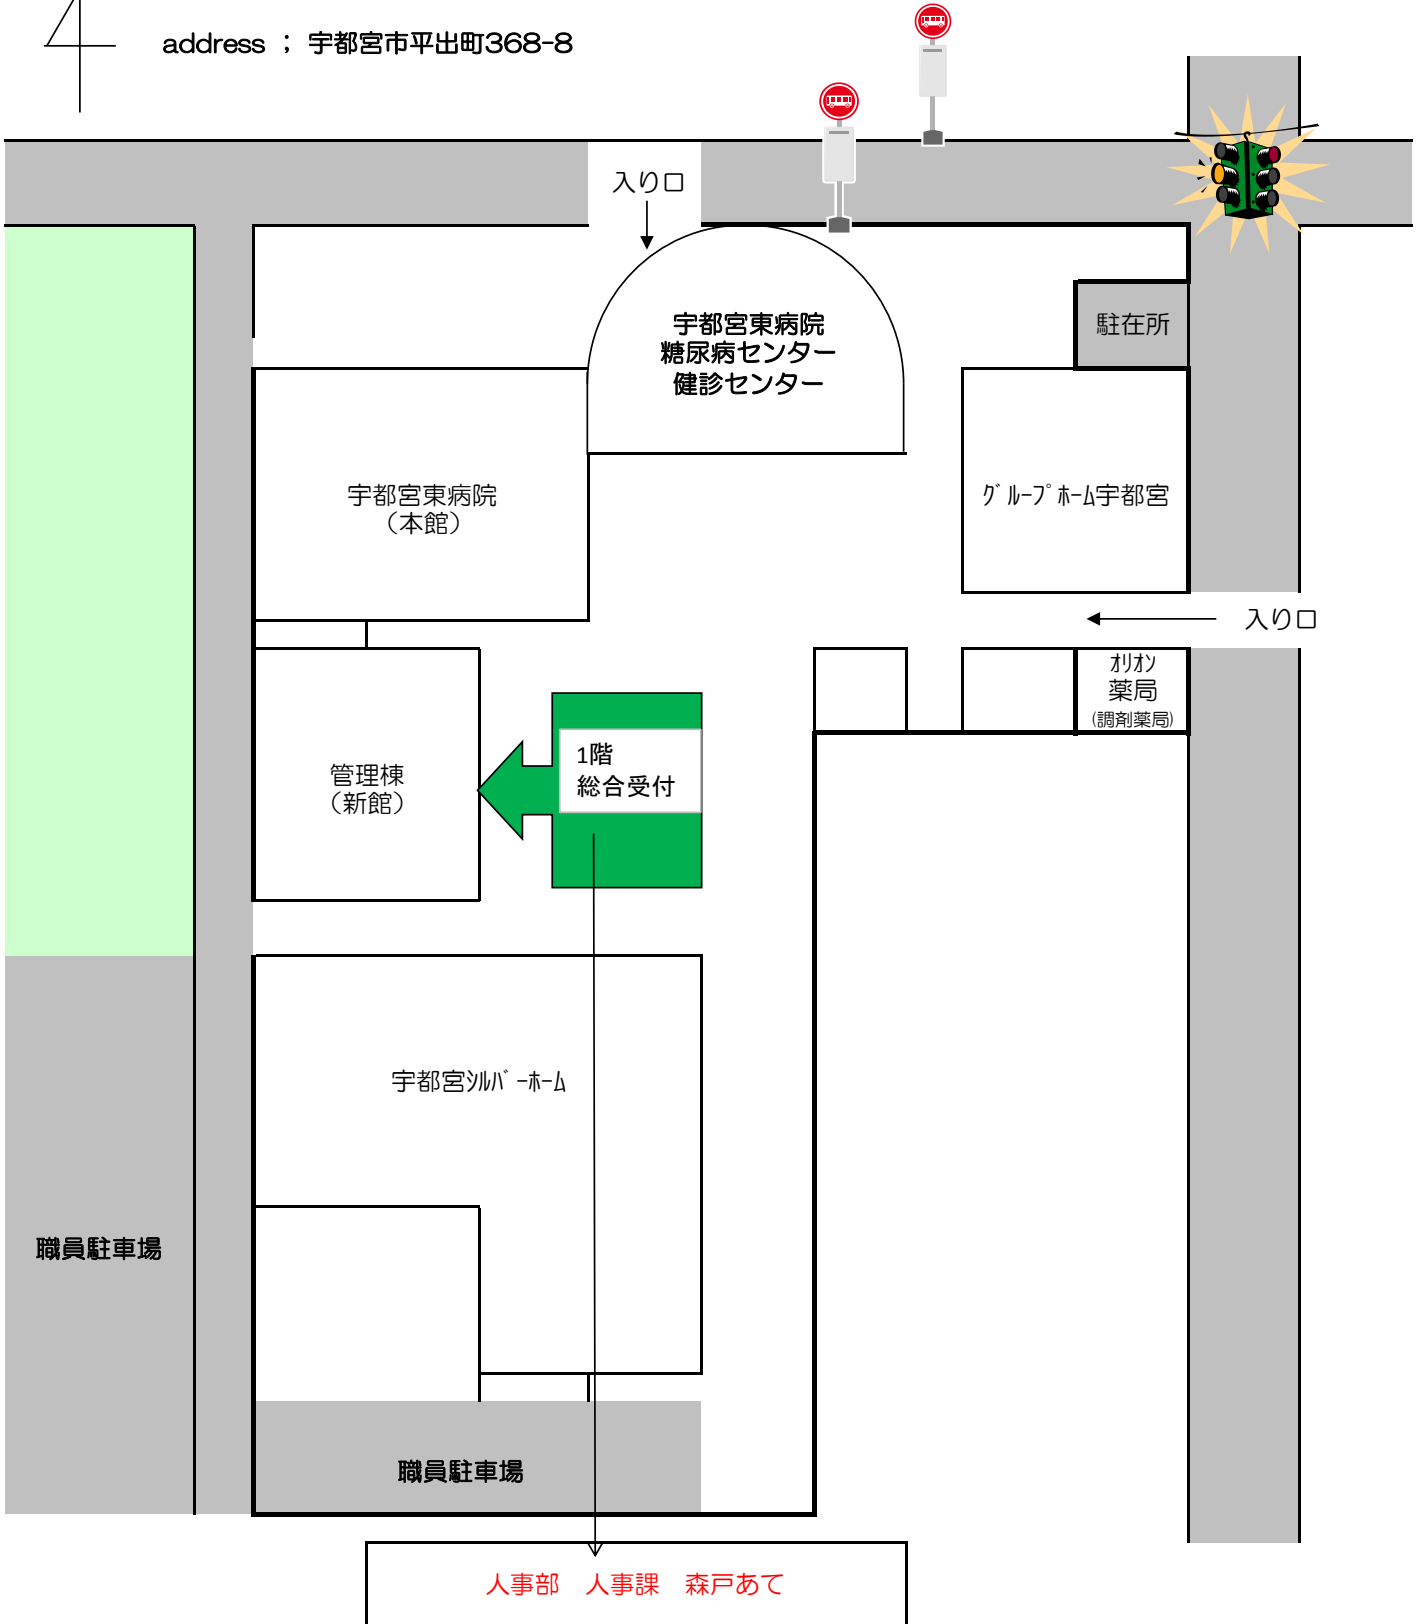 address ； 宇都宮市平出町368-8
入り口
宇都宮東病院
糖尿病センター
健診センター
駐在所
宇都宮東病院
（本館）
ｸﾞﾙｰﾌﾟﾎｰﾑ宇都宮
入り口
ｵﾘｵﾝ
薬局
(調剤薬局)
1階
総合受付
管理棟
（新館）
宇都宮ｼﾙﾊﾞｰﾎｰﾑ
職員駐車場
職員駐車場
人事部　人事課　森戸あて